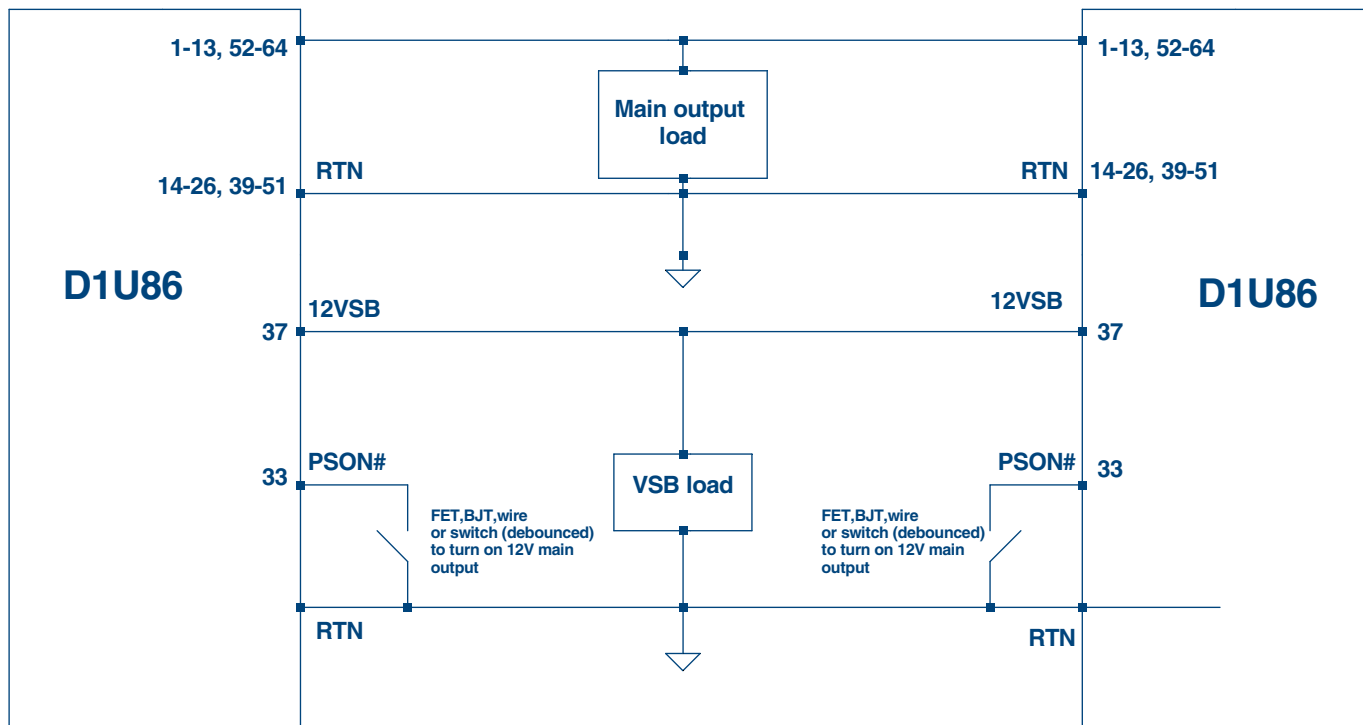 1-13, 52-64
1-13, 52-64
Main output
load
RTN
RTN
14-26, 39-51
14-26, 39-51
D1U86
D1U86
12VSB
12VSB
37
37
PSON#
PSON#
33
33
VSB load
FET,BJT,wire
or switch (debounced)
to turn on 12V main
output
FET,BJT,wire
or switch (debounced)
to turn on 12V main
output
RTN
RTN